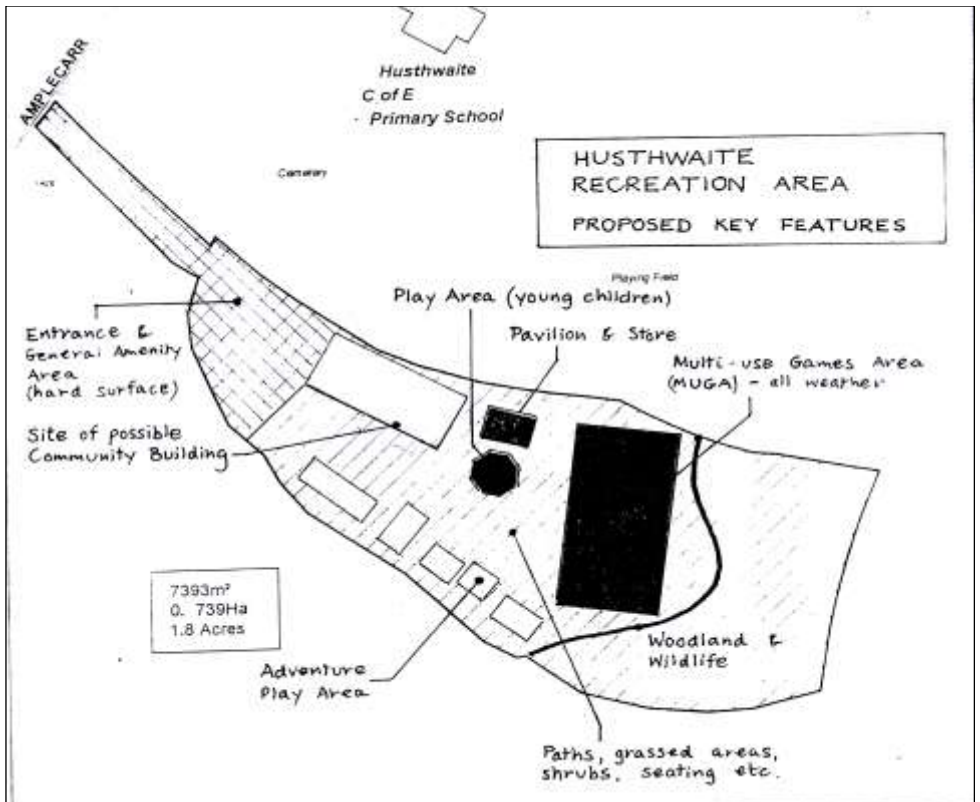 AMPLECARR
Husthwaite
C of E
Primary School
Cemetery
HUSTHWAITE
RECREATION AREA
PROPOSED KEY FEATURES
Playing Field
Play Area (young children)
Pavilion & Store
Multi-use Games Area
(MUGA) - all weather
Entrance &
General Amenity
Area
(hard surface)
Site of possible
Community Building
7393m²
0. 739Ha
1.8 Acres
Adventure
Play Area
Woodland &
Wildlife
Paths, grassed areas,
shrubs, seating etc.